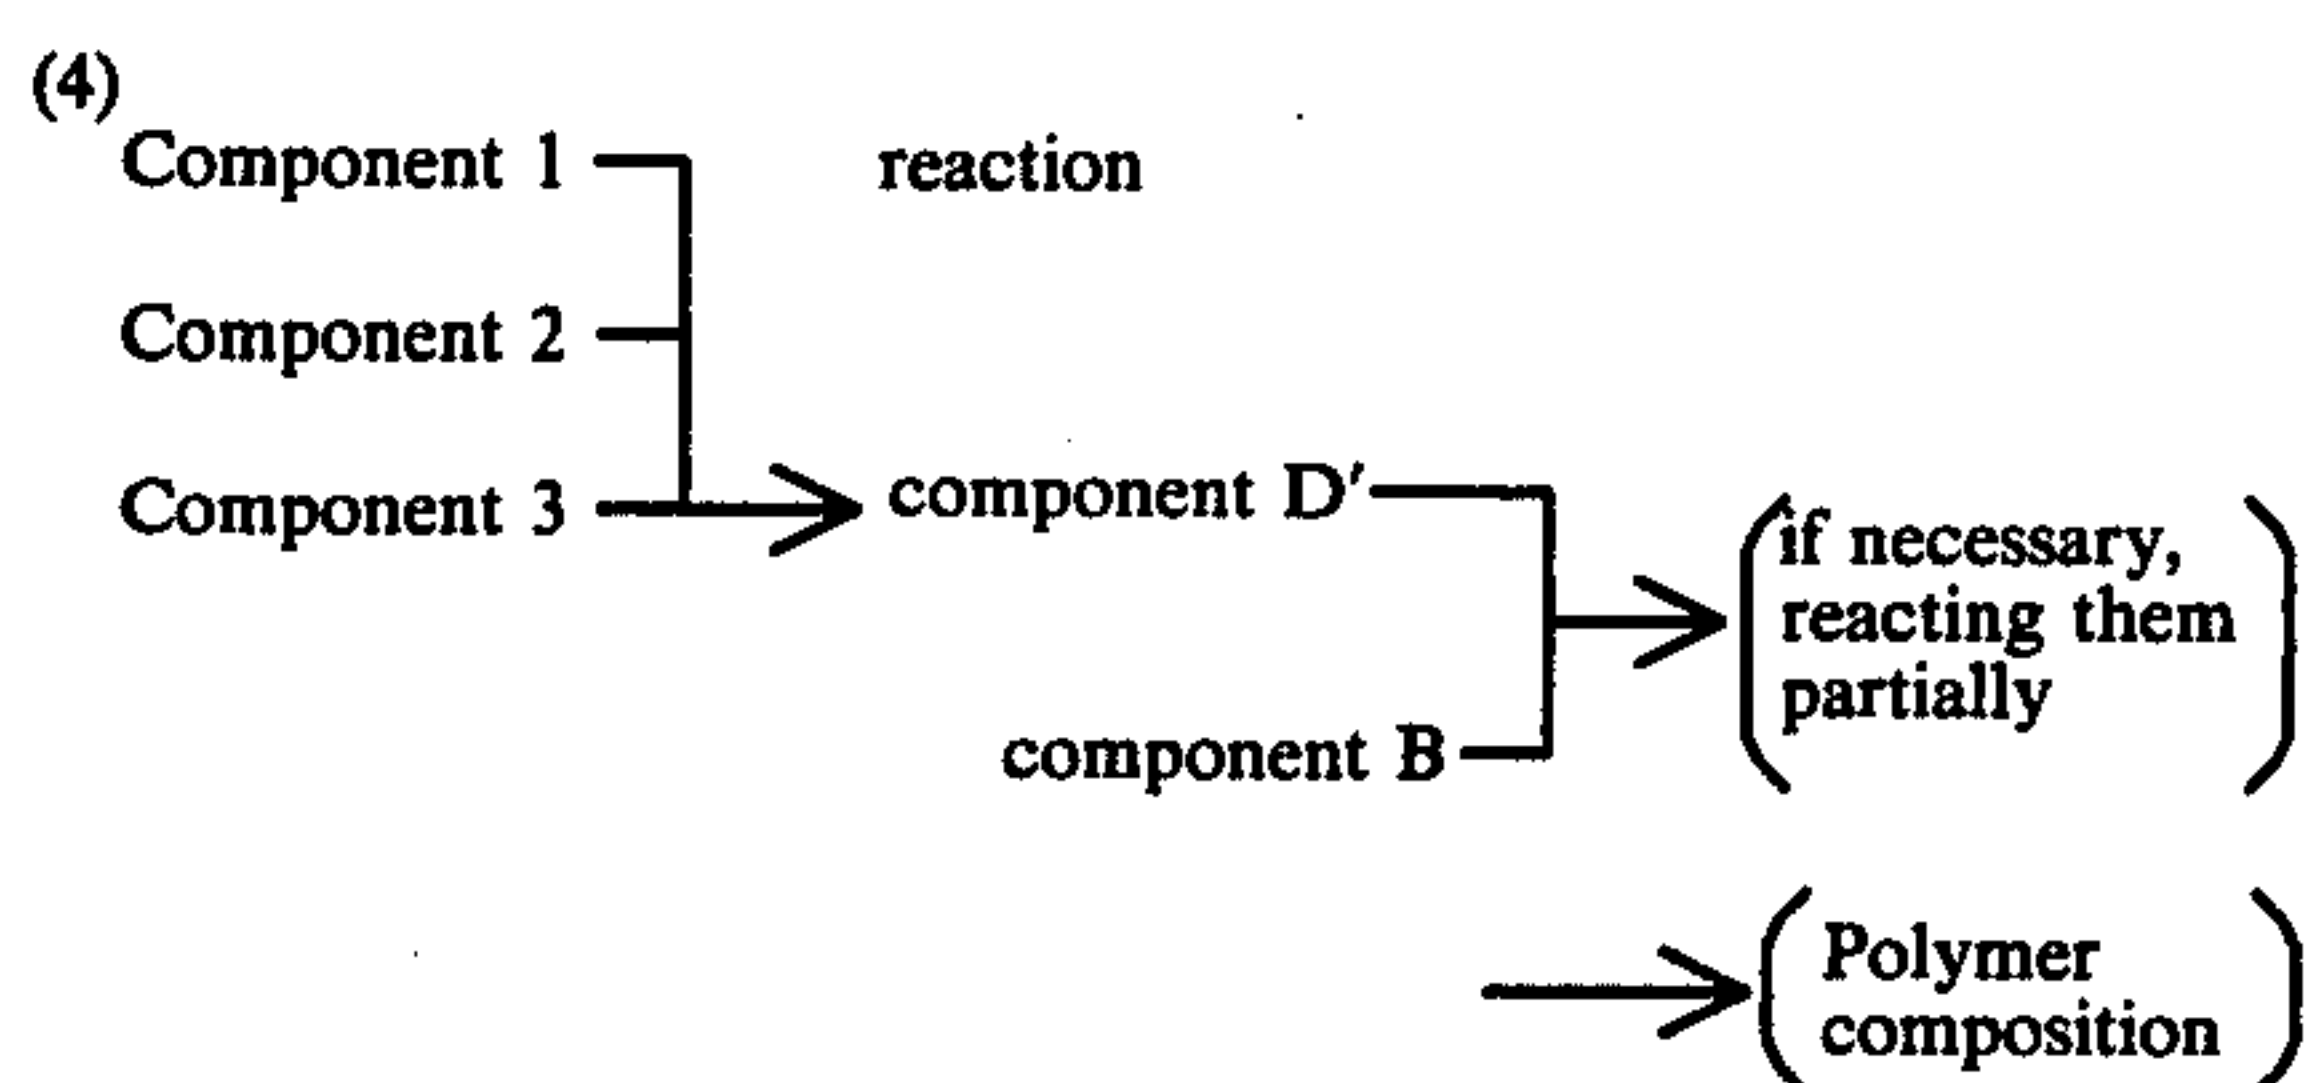 (4)
Component 1 reaction
Component 2
Component 3 component D′
if necessary,
reacting them
partially
component B
Polymer
composition